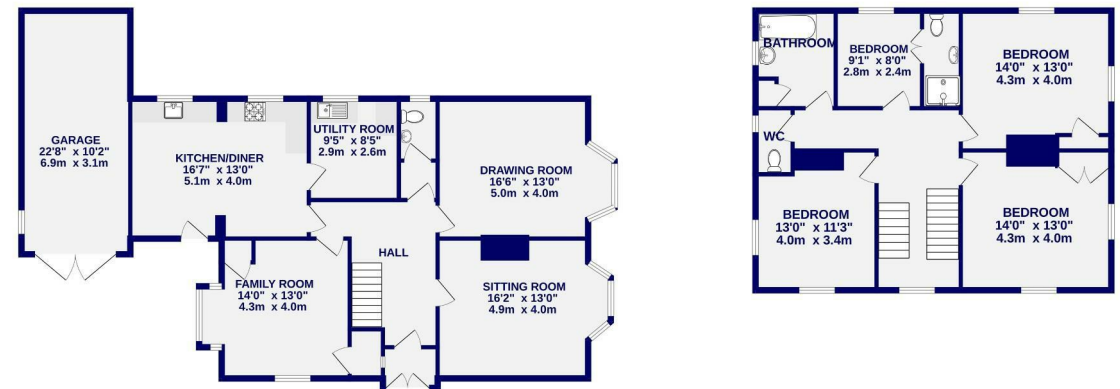 GARAGE
22'8" x 10'2"
6.9m x 3.1m
KITCHEN/DINER
16'7" x 13'0"
5.1m x 4.0m
UTILITY ROOM
9'5" x 8'5"
2.9m x 2.6m
DRAWING ROOM
16'6" x 13'0"
5.0m x 4.0m
HALL
FAMILY ROOM
14'0" x 13'0"
4.3m x 4.0m
SITTING ROOM
16'2" x 13'0"
4.9m x 4.0m
BATHROOM
BEDROOM
9'1" x 8'0"
2.8m x 2.4m
BEDROOM
14'0" x 13'0"
4.3m x 4.0m
WC
BEDROOM
13'0" x 11'3"
4.0m x 3.4m
BEDROOM
14'0" x 13'0"
4.3m x 4.0m